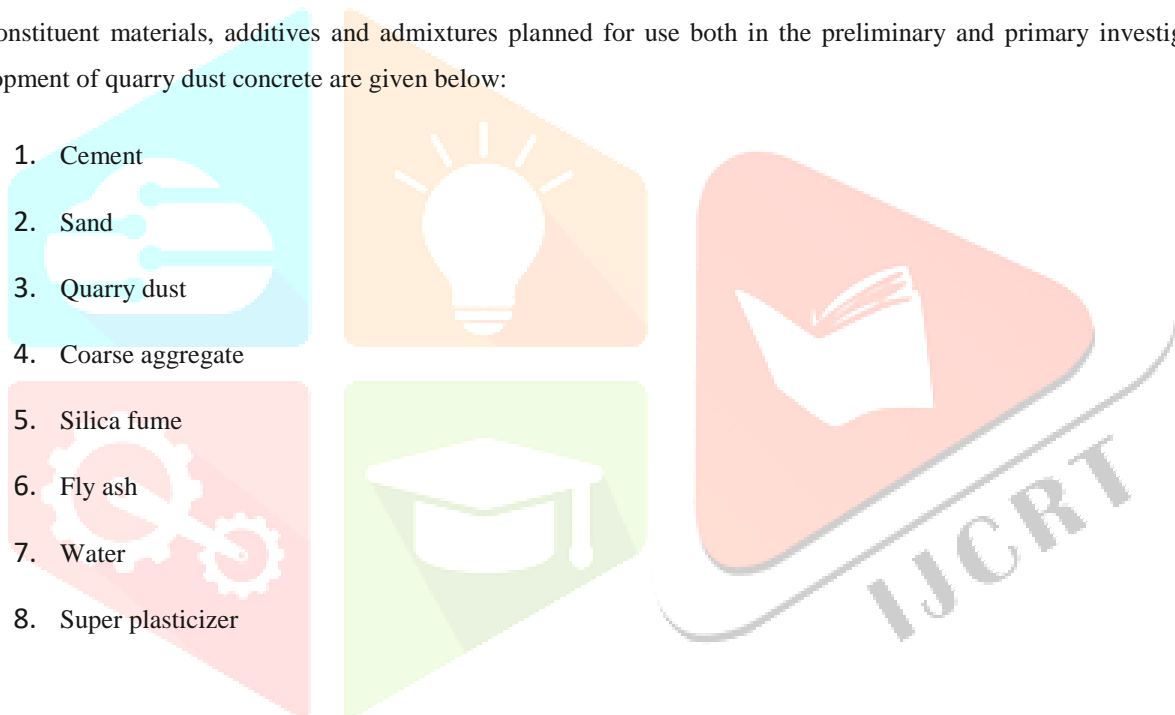 onstituent materials, additives and admixtures planned for use both in the preliminary and primary investig
opment of quarry dust concrete are given below:
1. Cement
2. Sand
3. Quarry dust
4. Coarse aggregate
5. Silica fume
6. Fly ash
7. Water
8. Super plasticizer
IJCRT